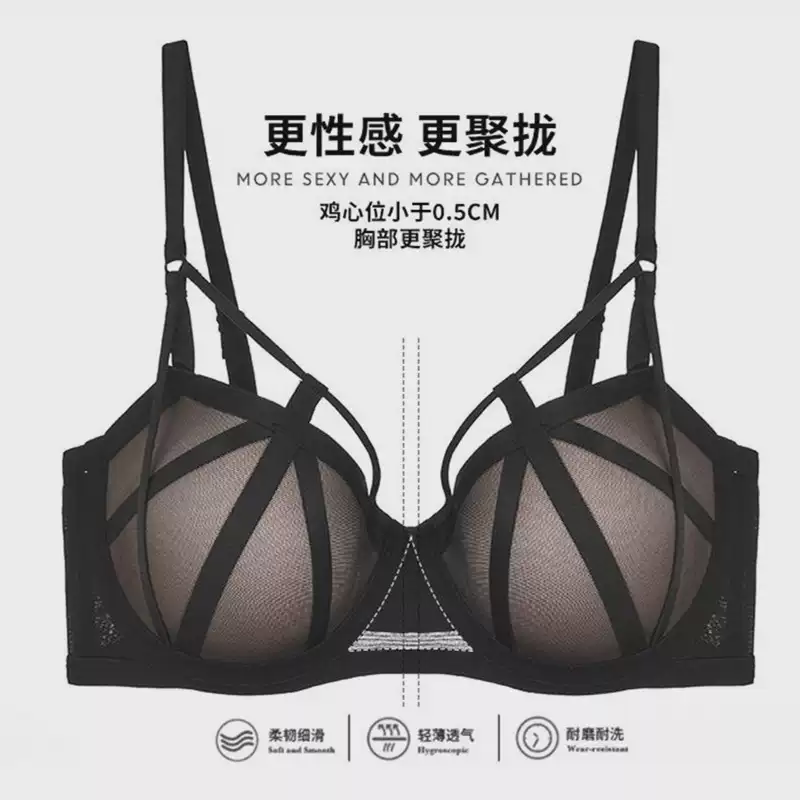 更性感 更聚拢
MORE SEXY AND MORE GATHERED
鸡心位小于0.5CM
胸部更聚拢
柔韧细滑
Soft and Smooth
轻薄透气
Hygroscopic
耐磨耐洗
Wear-resistant